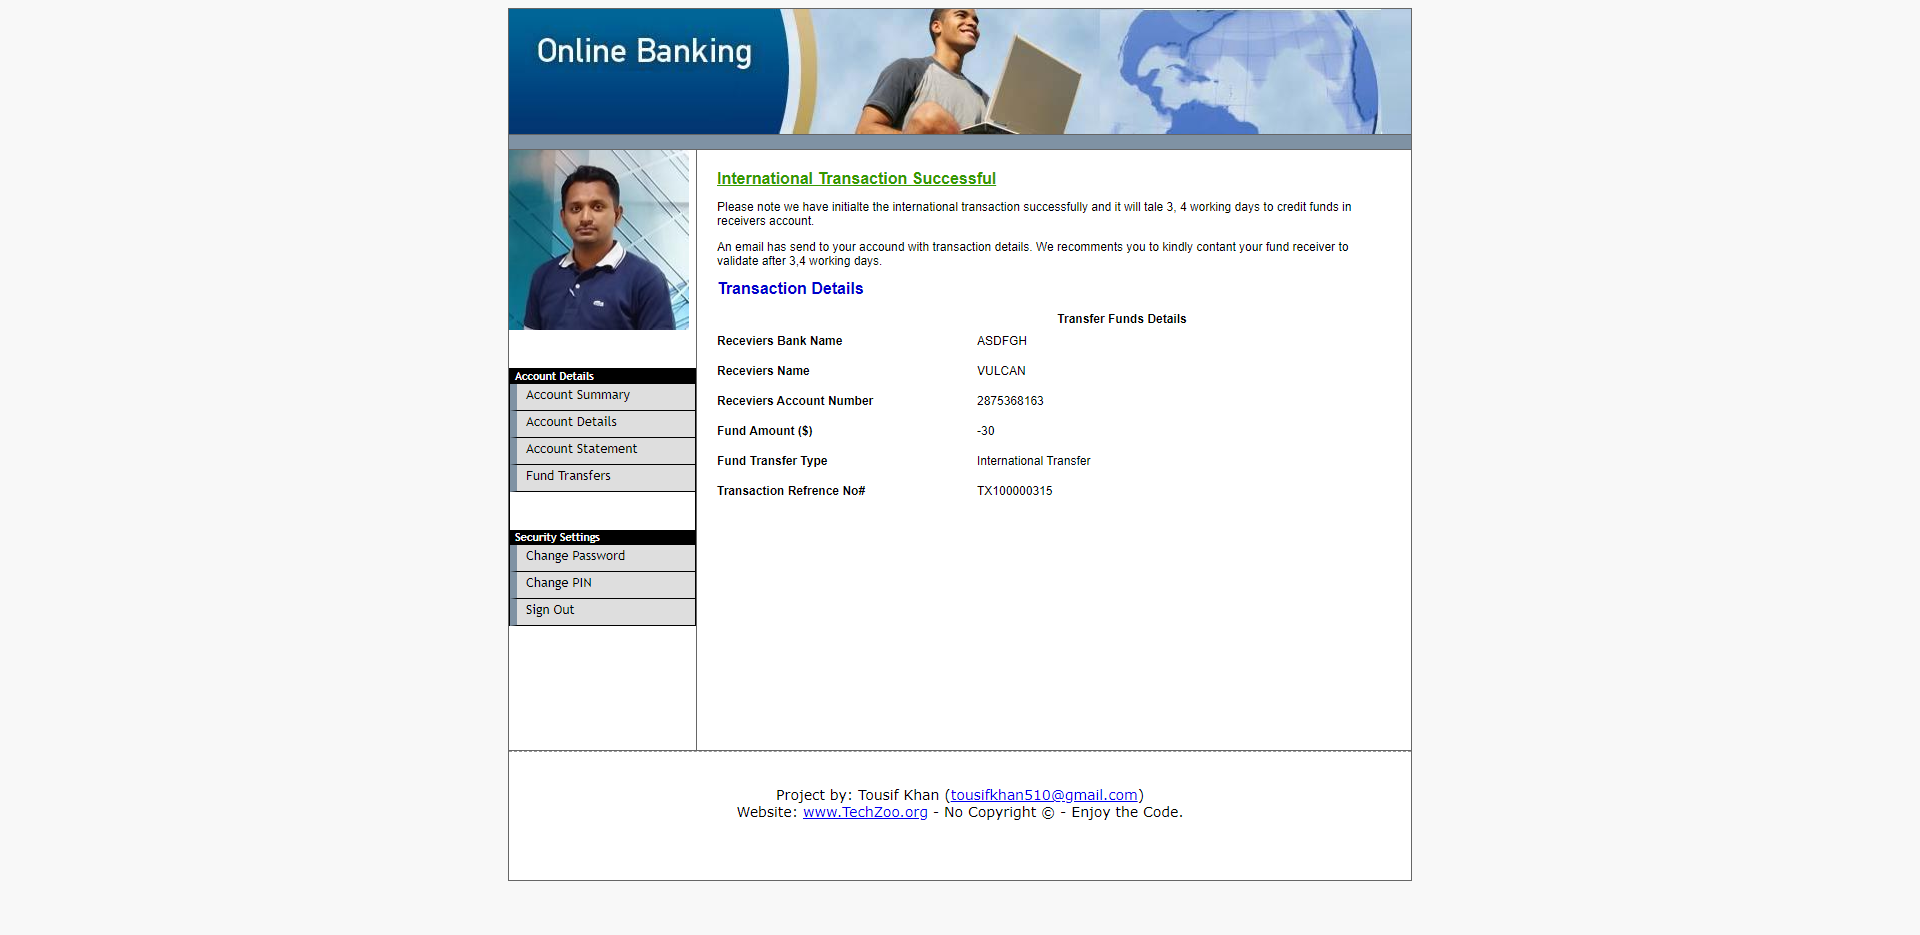 Online Banking
International Transaction Successful
Please note we have initialte the international transaction successfully and it will tale 3, 4 working days to credit funds in
receivers account.
An email has send to your accound with transaction details. We recomments you to kindly contant your fund receiver to
validate after 3,4 working days.
Transaction Details
Transfer Funds Details
Receviers Bank Name ASDFGH
Receviers Name VULCAN
Receviers Account Number 2875368163
Fund Amount ($) -30
Fund Transfer Type International Transfer
Transaction Refrence No# TX100000315
Account Details
Account Summary
Account Details
Account Statement
Fund Transfers
Security Settings
Change Password
Change PIN
Sign Out
Project by: Tousif Khan (tousifkhan510@gmail.com)
Website: www.TechZoo.org - No Copyright © - Enjoy the Code.